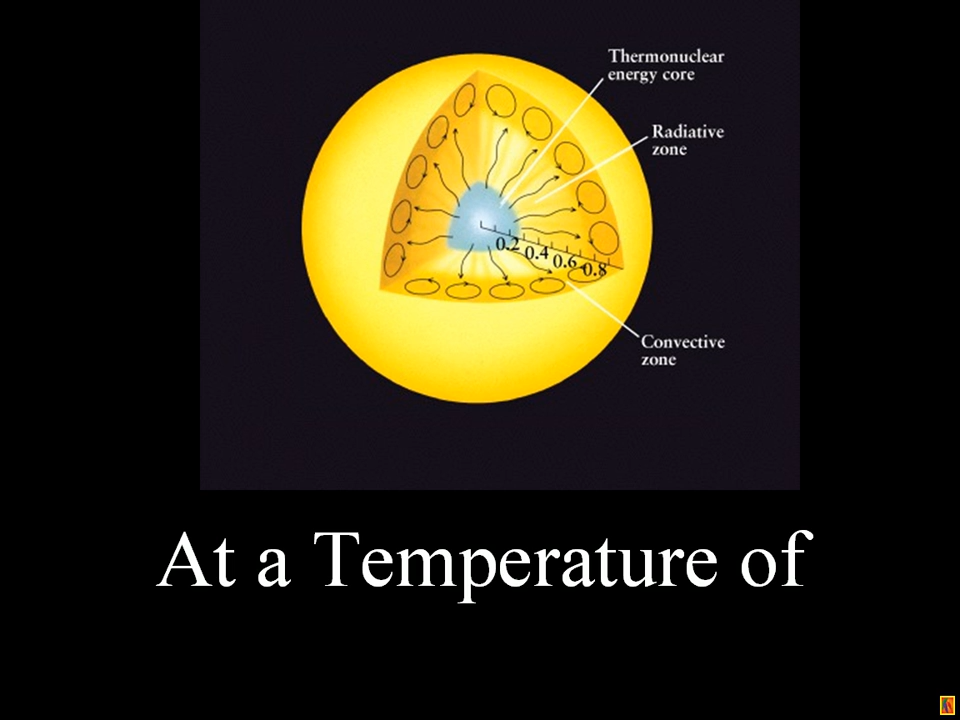 Thermonuclear
energy core
Radiative
zone
0.2
0.4
0.6
0.8
Convective
zone
At a Temperature of